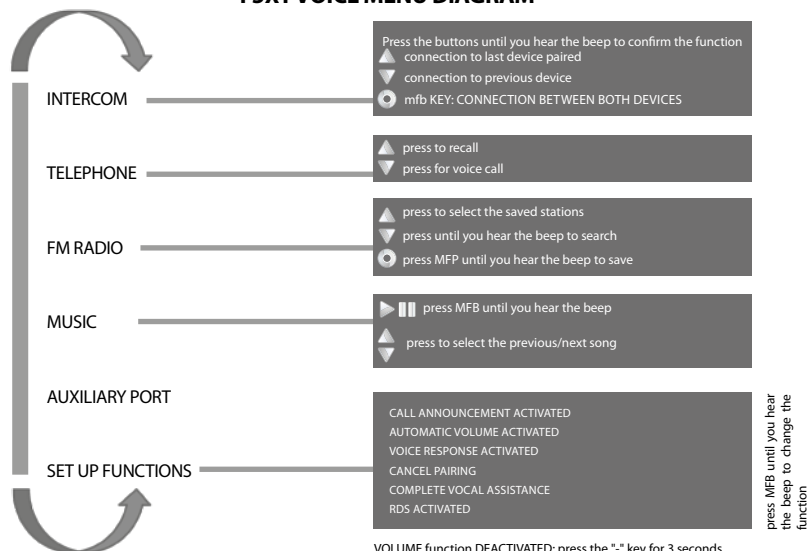 VOICE MENU DIAGRAM
INTERCOM
Press the buttons until you hear the beep to confirm the function
connection to last device paired
connection to previous device
mfb KEY: CONNECTION BETWEEN BOTH DEVICES
TELEPHONE
press to recall
press for voice call
FM RADIO
press to select the saved stations
press until you hear the beep to search
press MFP until you hear the beep to save
MUSIC
press MFB until you hear the beep
press to select the previous/next song
AUXILIARY PORT
SET UP FUNCTIONS
CALL ANNOUNCEMENT ACTIVATED
AUTOMATIC VOLUME ACTIVATED
VOICE RESPONSE ACTIVATED
CANCEL PAIRING
COMPLETE VOCAL ASSISTANCE
RDS ACTIVATED
press MFB until you hear
the beep to change the
function
VOLUME function DEACTIVATED: press the "-" key for 3 seconds